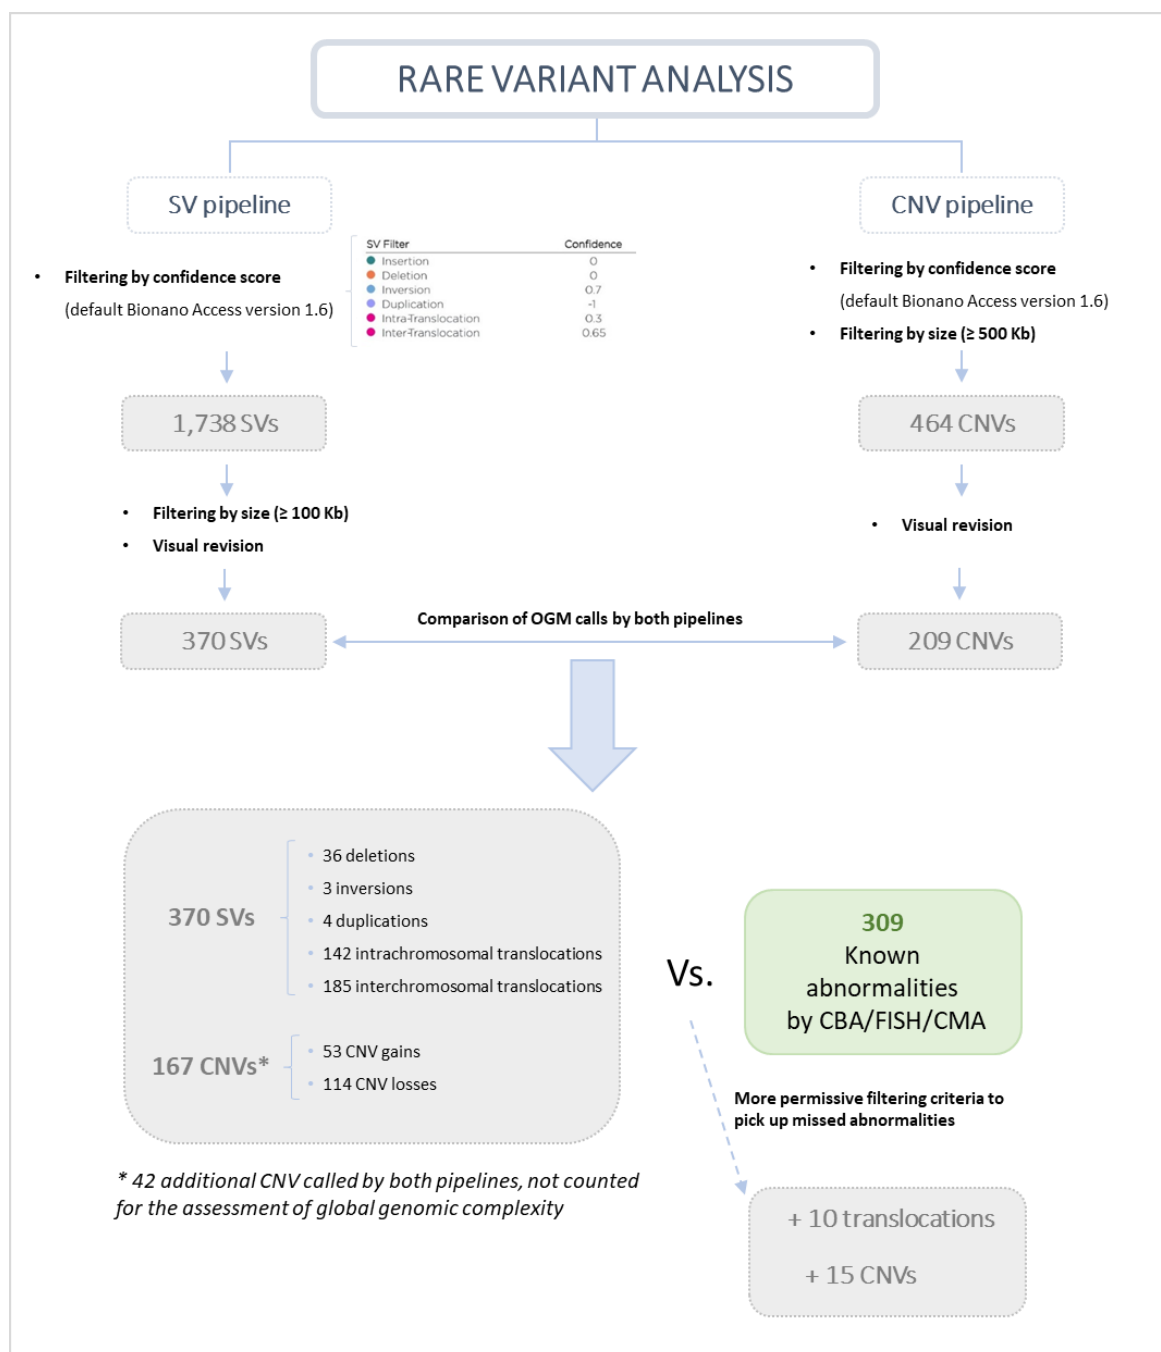 RARE VARIANT ANALYSIS
SV pipeline
• Filtering by confidence score
(default Bionano Access version 1.6)
SV Filter Confidence
Insertion 0
Deletion 0
Inversion 0.7
Duplication -1
Intra-Translocation 0.3
Inter-Translocation 0.65
CNV pipeline
• Filtering by confidence score
(default Bionano Access version 1.6)
• Filtering by size (≥ 500 Kb)
1,738 SVs
464 CNVs
• Filtering by size (≥ 100 Kb)
• Visual revision
• Visual revision
370 SVs
Comparison of OGM calls by both pipelines
209 CNVs
370 SVs
• 36 deletions
• 3 inversions
• 4 duplications
• 142 intrachromosomal translocations
• 185 interchromosomal translocations
167 CNVs*
• 53 CNV gains
• 114 CNV losses
Vs.
309
Known
abnormalities
by CBA/FISH/CMA
More permissive filtering criteria to
pick up missed abnormalities
* 42 additional CNV called by both pipelines, not counted
for the assessment of global genomic complexity
+ 10 translocations
+ 15 CNVs